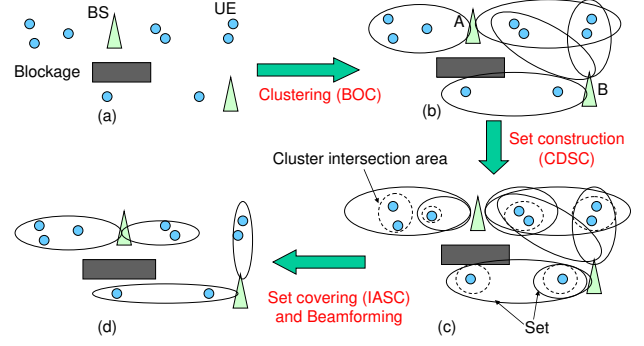 BS
UE
Blockage
(a)
Clustering (BOC)
A
B
(b)
Set construction
(CDSC)
Cluster intersection area
Set
(c)
Set covering (IASC)
and Beamforming
(d)